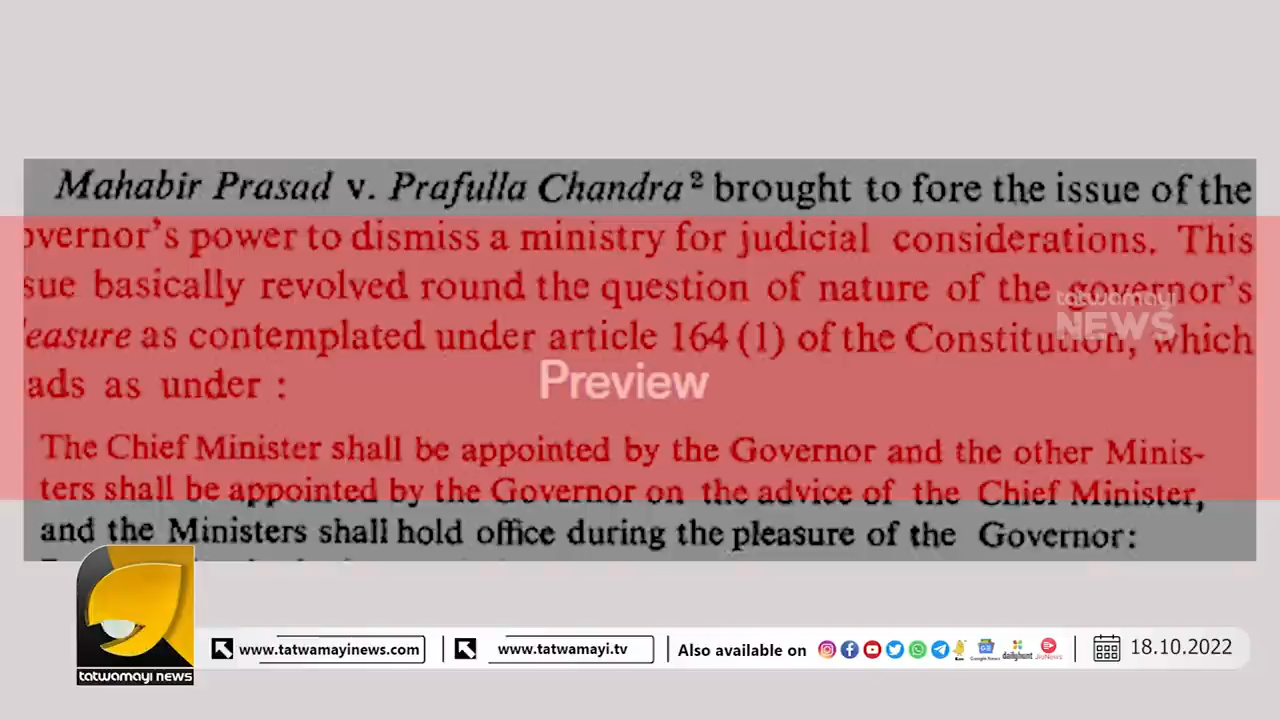 Mahabir Prasad v. Prafulla Chandra² brought to fore the issue of the
overnor's power to dismiss a ministry for judicial considerations. This
sue basically revolved round the question of nature of the governor's
easure as contemplated under article 164 (1) of the Constitution, which
ads as under :
The Chief Minister shall be appointed by the Governor and the other Minis-
ters shall be appointed by the Governor on the advice of the Chief Minister,
and the Ministers shall hold office during the pleasure of the Governor:
tatwamayi
NEWS
Preview
tatwamayi news
www.tatwamayinews.com
www.tatwamayi.tv
Also available on
Google News
dailyhunt
JioNews
18.10.2022